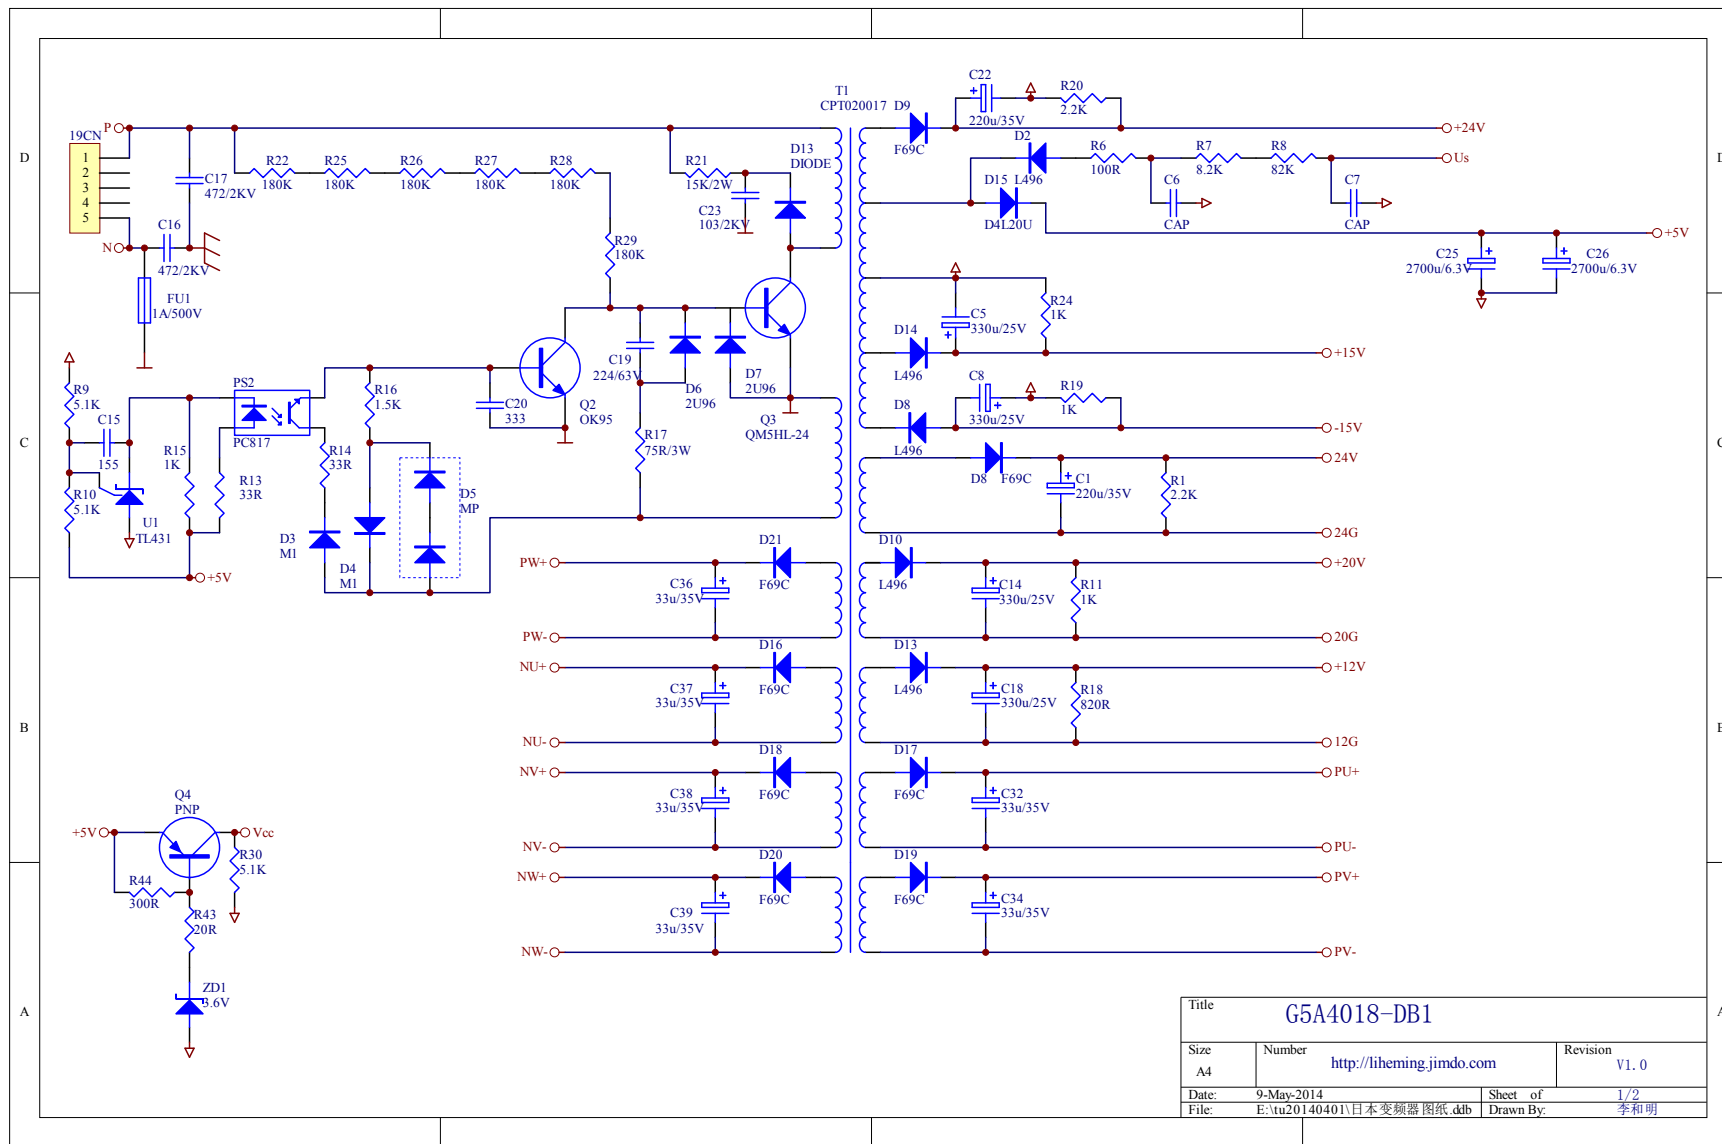 C22
220u/35V
R20
2.2K
T1
CPT020017
D9
F69C
+24V
19CN
P
1
2
3
4
5
N
D
R22
180K
R25
180K
R26
180K
R27
180K
R28
180K
R21
15K/2W
D13
DIODE
D2
L496
R6
100R
R7
8.2K
R8
82K
Us
C17
472/2KV
C16
472/2KV
C23
103/2KV
D15
D4L20U
C6
CAP
C7
CAP
+5V
R29
180K
C25
2700u/6.3V
C26
2700u/6.3V
FU1
1A/500V
C5
330u/25V
R24
1K
D14
L496
+15V
C19
224/63V
D6
2U96
D7
2U96
Q3
QM5HL-24
C8
330u/25V
R19
1K
D8
L496
-15V
R9
5.1K
C15
155
PS2
PC817
R16
1.5K
C20
333
Q2
OK95
C
R15
1K
R13
33R
R14
33R
R17
75R/3W
D8
F69C
24V
C1
220u/35V
R1
2.2K
24G
R10
5.1K
U1
TL431
+5V
D3
M1
D4
M1
D5
MP
PW+
D21
F69C
C36
33u/35V
PW-
D10
L496
+20V
C14
330u/25V
R11
1K
20G
NU+
D16
F69C
C37
33u/35V
NU-
D13
L496
+12V
C18
330u/25V
R18
820R
12G
B
NV+
D18
F69C
C38
33u/35V
NV-
D17
F69C
PU+
C32
33u/35V
PU-
Q4
PNP
+5V
Vcc
R30
5.1K
R44
300R
R43
20R
ZD1
3.6V
NW+
D20
F69C
C39
33u/35V
NW-
D19
F69C
PV+
C34
33u/35V
PV-
A
Title
G5A4018-DB1
Size
A4
Number
http://liheming.jimdo.com
Revision
V1.0
Date:
9-May-2014
Sheet of
1/2
File:
E:\tu20140401\日本变频器图纸.ddb
Drawn By:
李和明